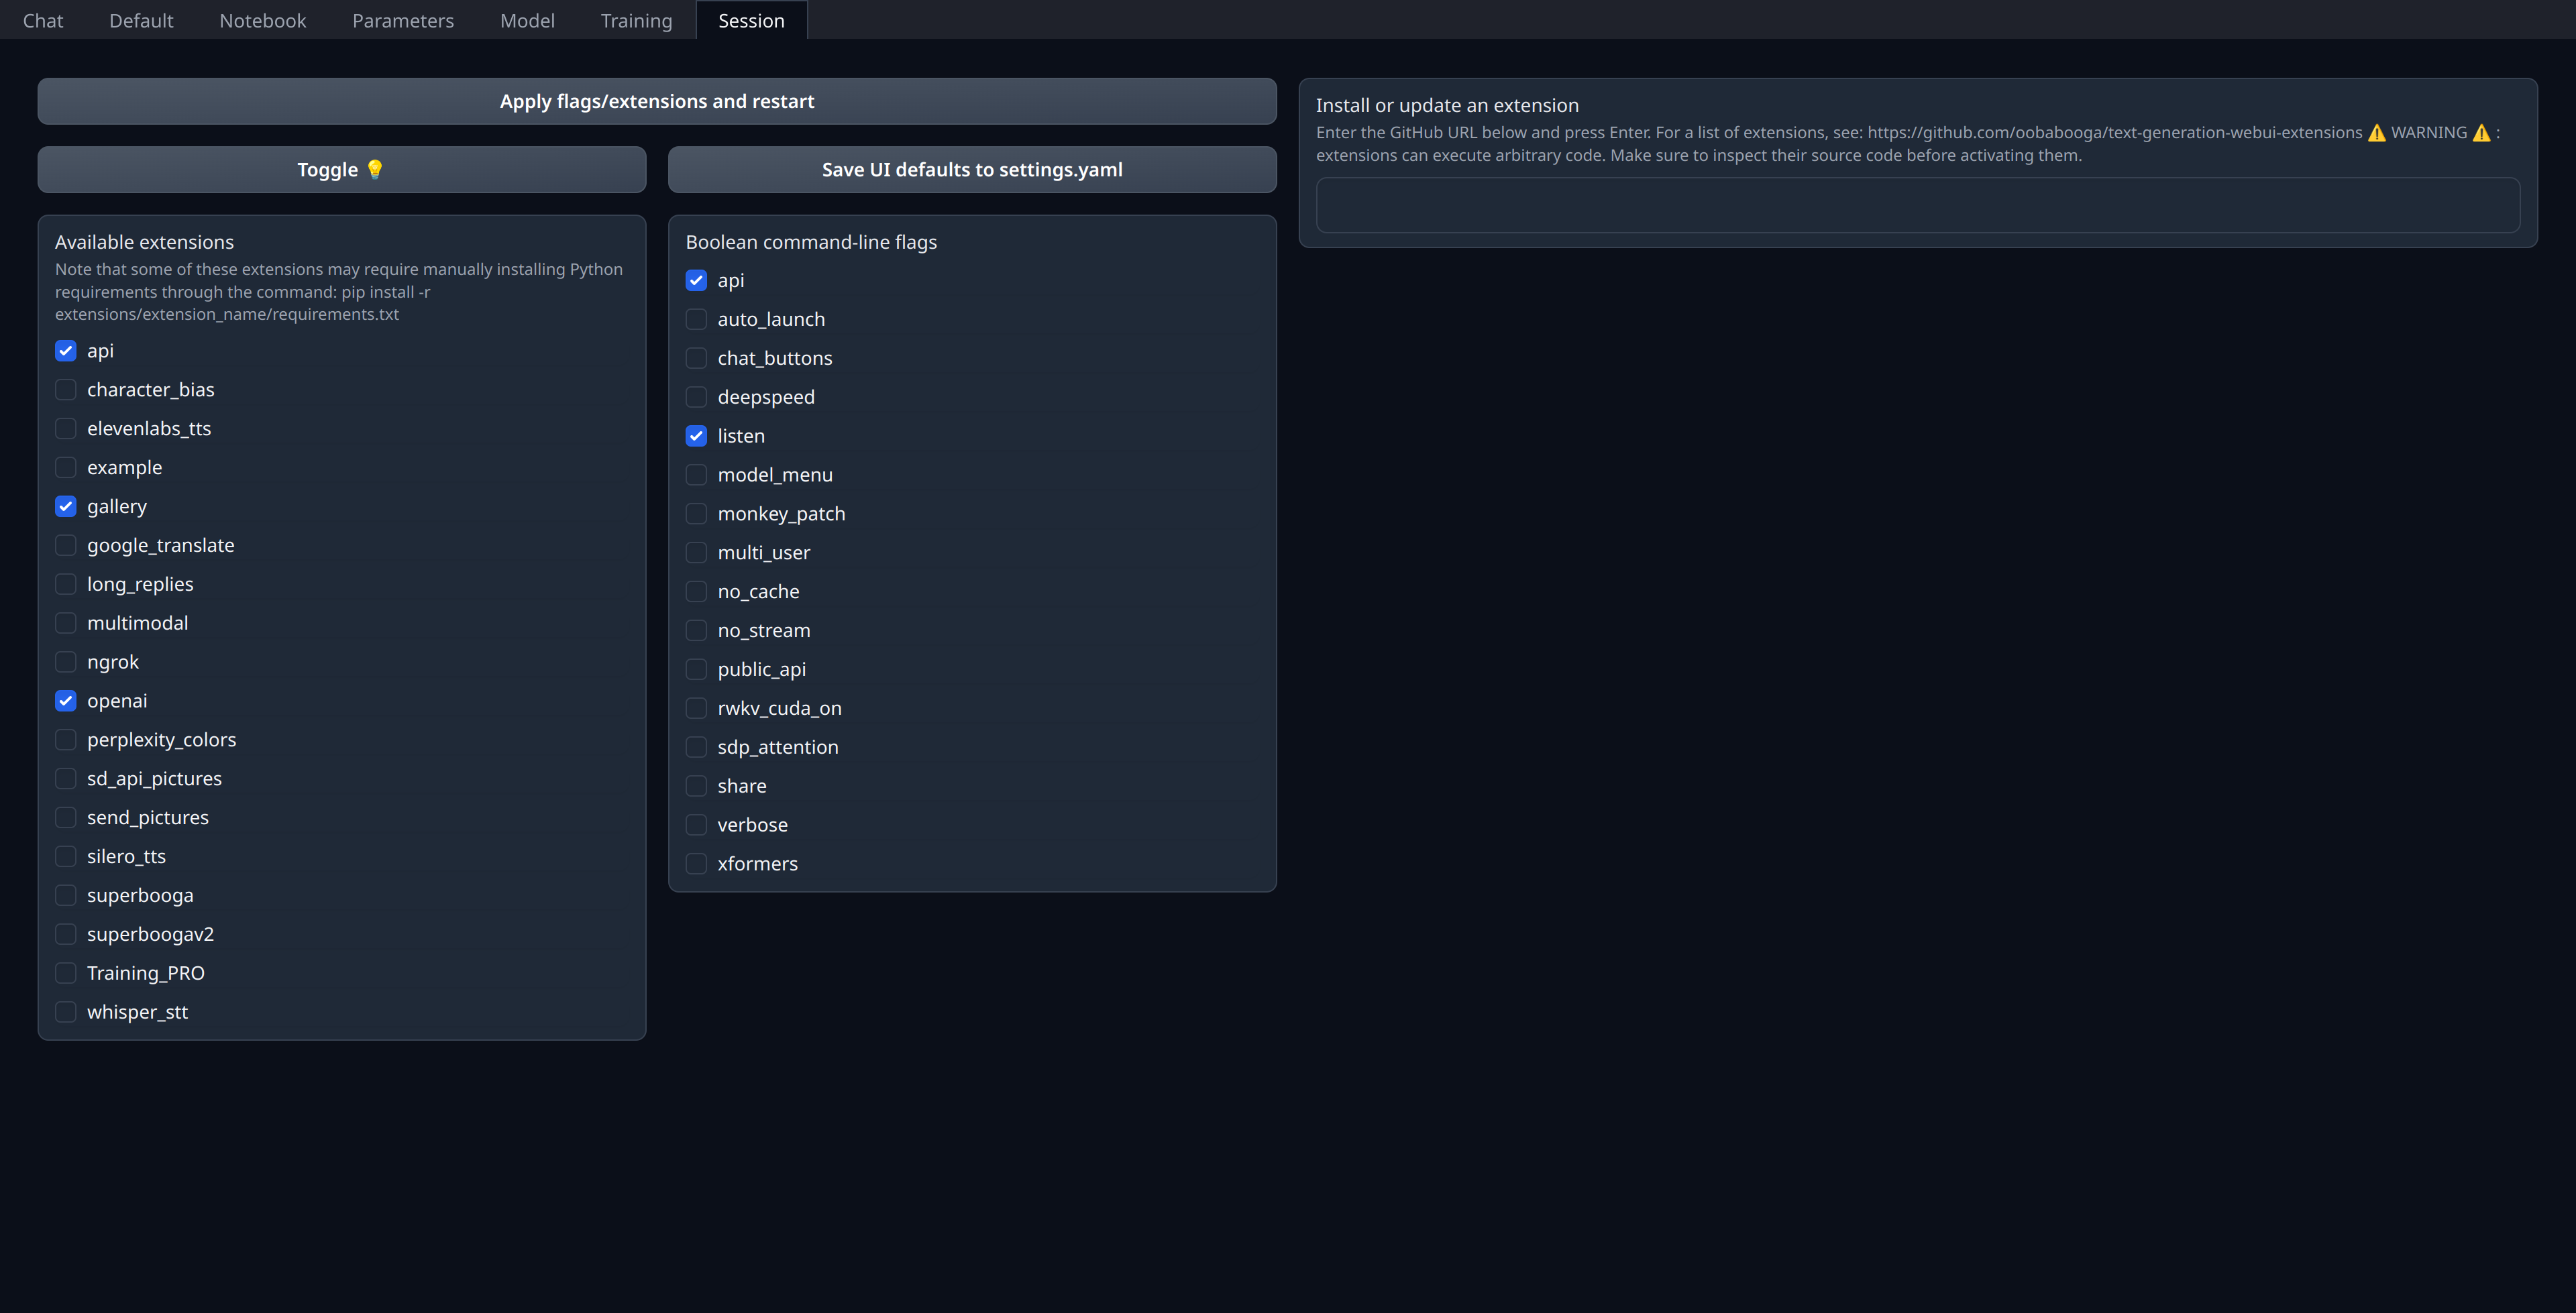 Chat
Default
Notebook
Parameters
Model
Training
Session
Apply flags/extensions and restart
Toggle 💡
Save UI defaults to settings.yaml
Available extensions
Note that some of these extensions may require manually installing Python
requirements through the command: pip install -r
extensions/extension_name/requirements.txt
api
character_bias
elevenlabs_tts
example
gallery
google_translate
long_replies
multimodal
ngrok
openai
perplexity_colors
sd_api_pictures
send_pictures
silero_tts
superbooga
superboogav2
Training_PRO
whisper_stt
Boolean command-line flags
api
auto_launch
chat_buttons
deepspeed
listen
model_menu
monkey_patch
multi_user
no_cache
no_stream
public_api
rwkv_cuda_on
sdp_attention
share
verbose
xformers
Install or update an extension
Enter the GitHub URL below and press Enter. For a list of extensions, see: https://github.com/oobabooga/text-generation-webui-extensions ⚠️ WARNING ⚠️ :
extensions can execute arbitrary code. Make sure to inspect their source code before activating them.